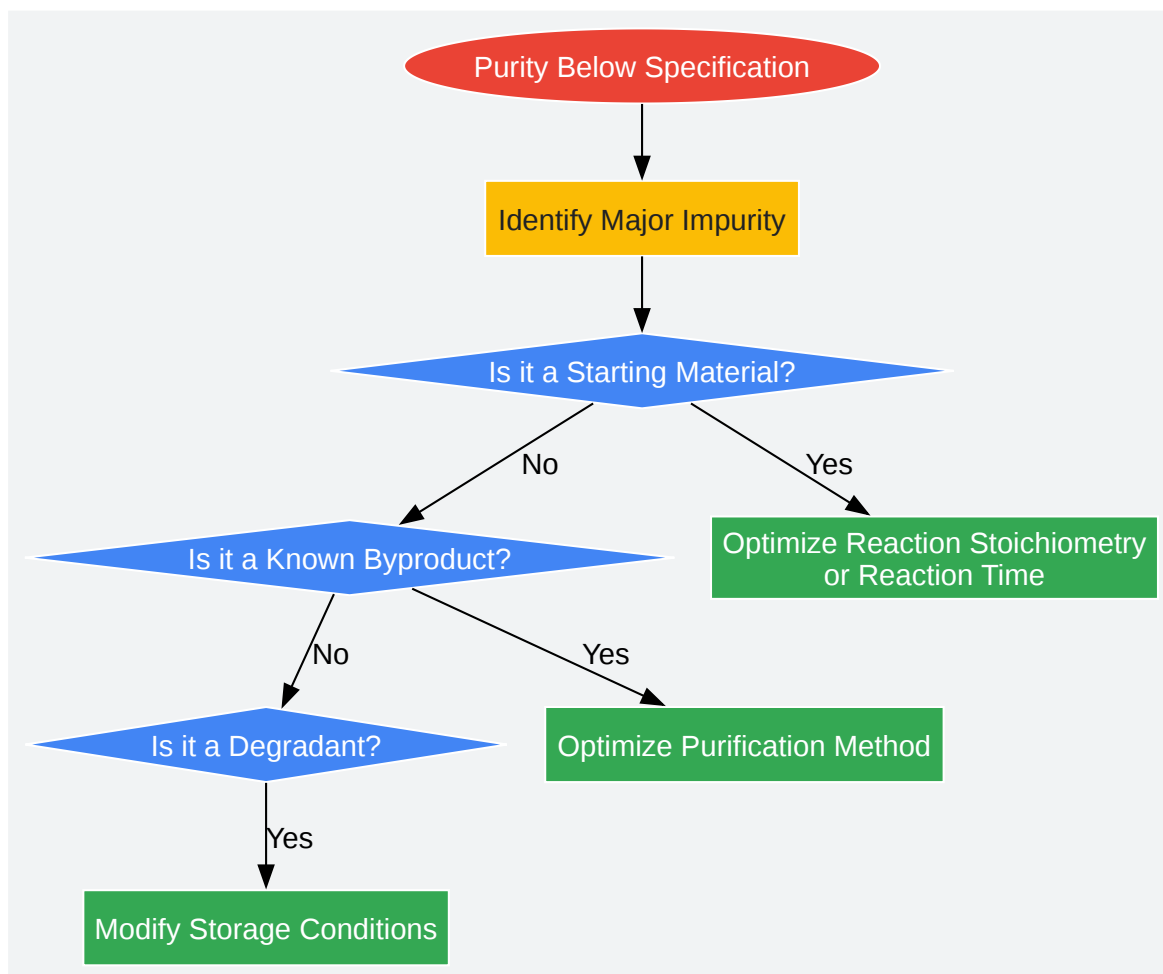 Purity Below Specification
Identify Major Impurity
Is it a Starting Material?
No
Yes
Optimize Reaction Stoichiometry
or Reaction Time
Is it a Known Byproduct?
No
Yes
Is it a Degradant?
Optimize Purification Method
Yes
Modify Storage Conditions